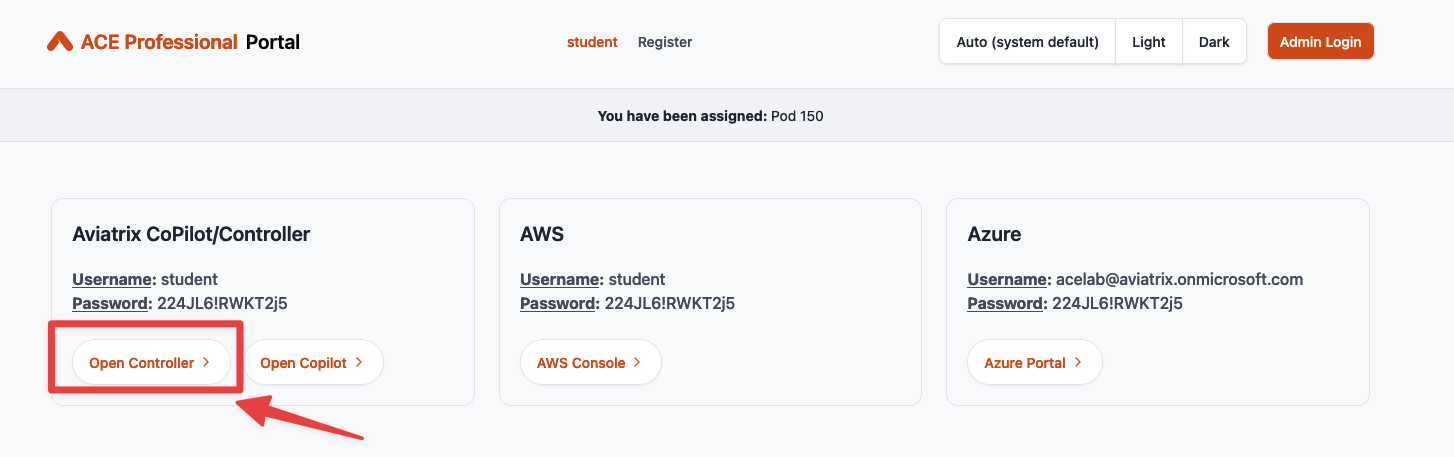 ACE Professional Portal
student
Register
Auto (system default)
Light
Dark
Admin Login
You have been assigned: Pod 150
Aviatrix CoPilot/Controller
Username: student
Password: 224JL6!RWKT2j5
Open Controller
Open Copilot
AWS
Username: student
Password: 224JL6!RWKT2j5
AWS Console
Azure
Username: acelab@aviatrix.onmicrosoft.com
Password: 224JL6!RWKT2j5
Azure Portal